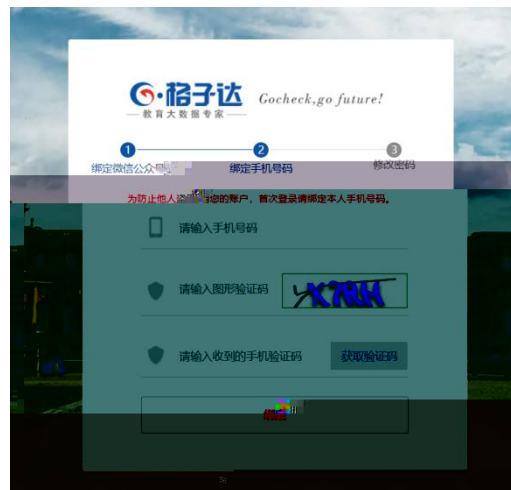 格子达
教育大数据专家
Gocheck,go future!
1 2 3
绑定微信公众号 绑定手机号码 修改密码
为防止他人盗用您的账户，首次登录请绑定本人手机号码。
请输入手机号码
请输入图形验证码
请输入收到的手机验证码 获取验证码